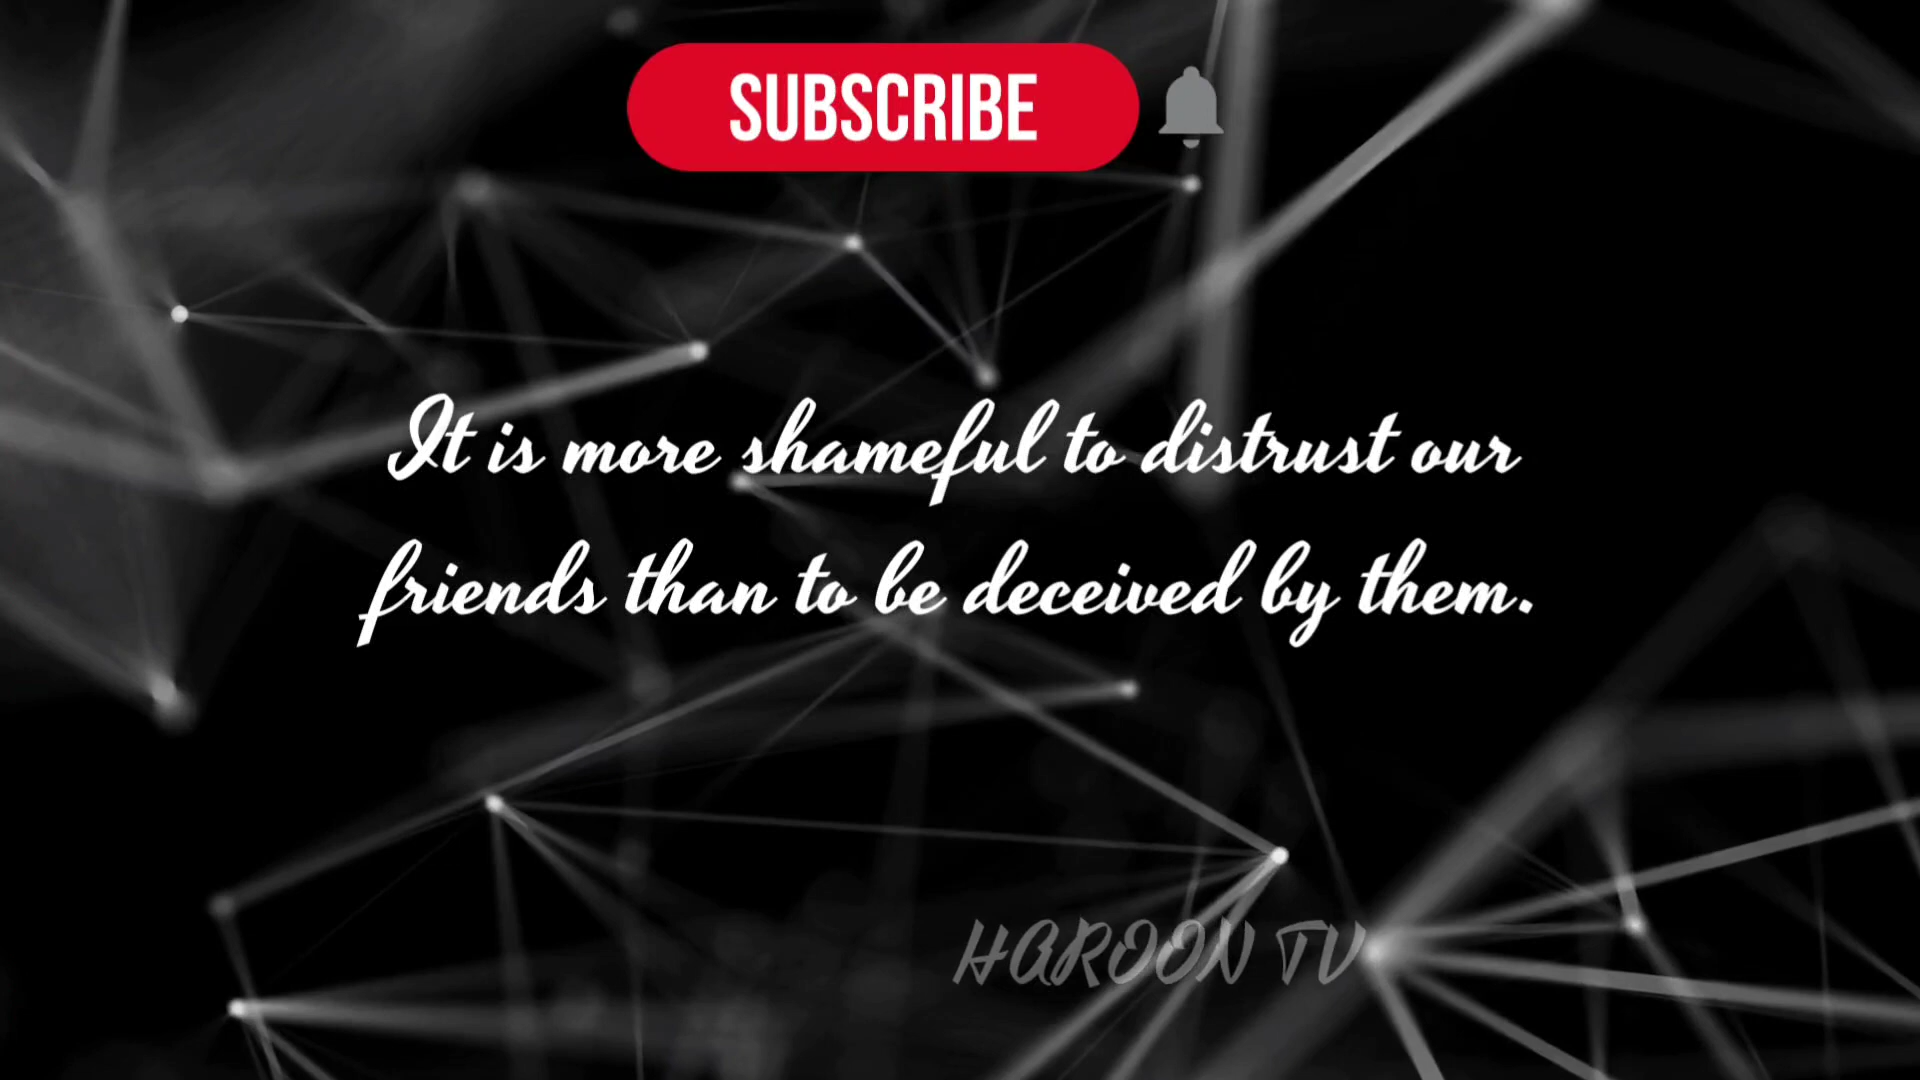 SUBSCRIBE
It is more shameful to distrust our
friends than to be deceived by them.
HAROON TV